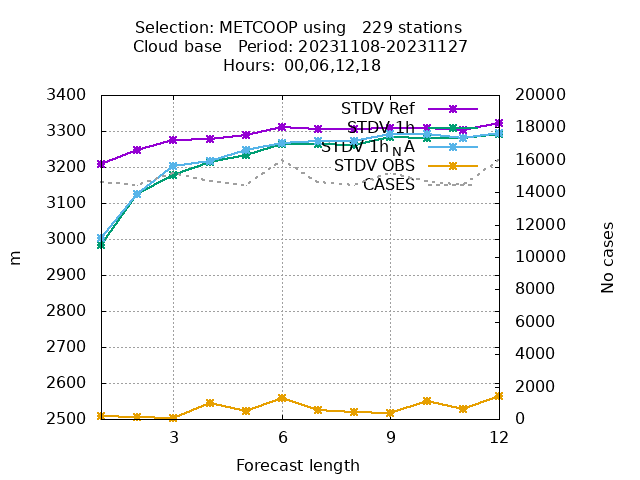 Selection: METCOOP using   229 stations
Cloud base   Period: 20231108-20231127
Hours: 00,06,12,18
3400
3300
3200
3100
3000
2900
2800
2700
2600
2500
20000
18000
16000
14000
12000
10000
8000
6000
4000
2000
0
STDV Ref
STDV 1h
STDV 1h_NA
STDV OBS
CASES
m
No cases
3
6
9
12
Forecast length